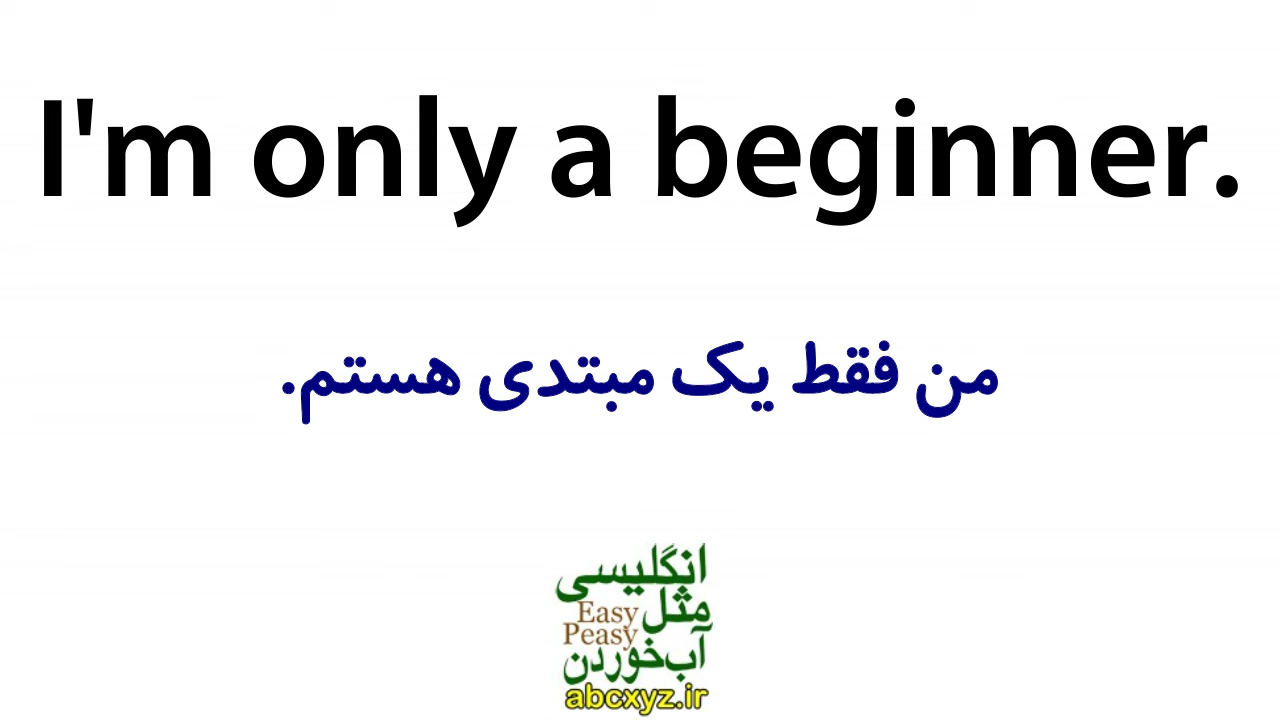 I'm only a beginner.
من فقط یک مبتدی هستم.
انگلیسی
مثل
Easy
Peasy
آب‌خوردن
abcxyz.ir